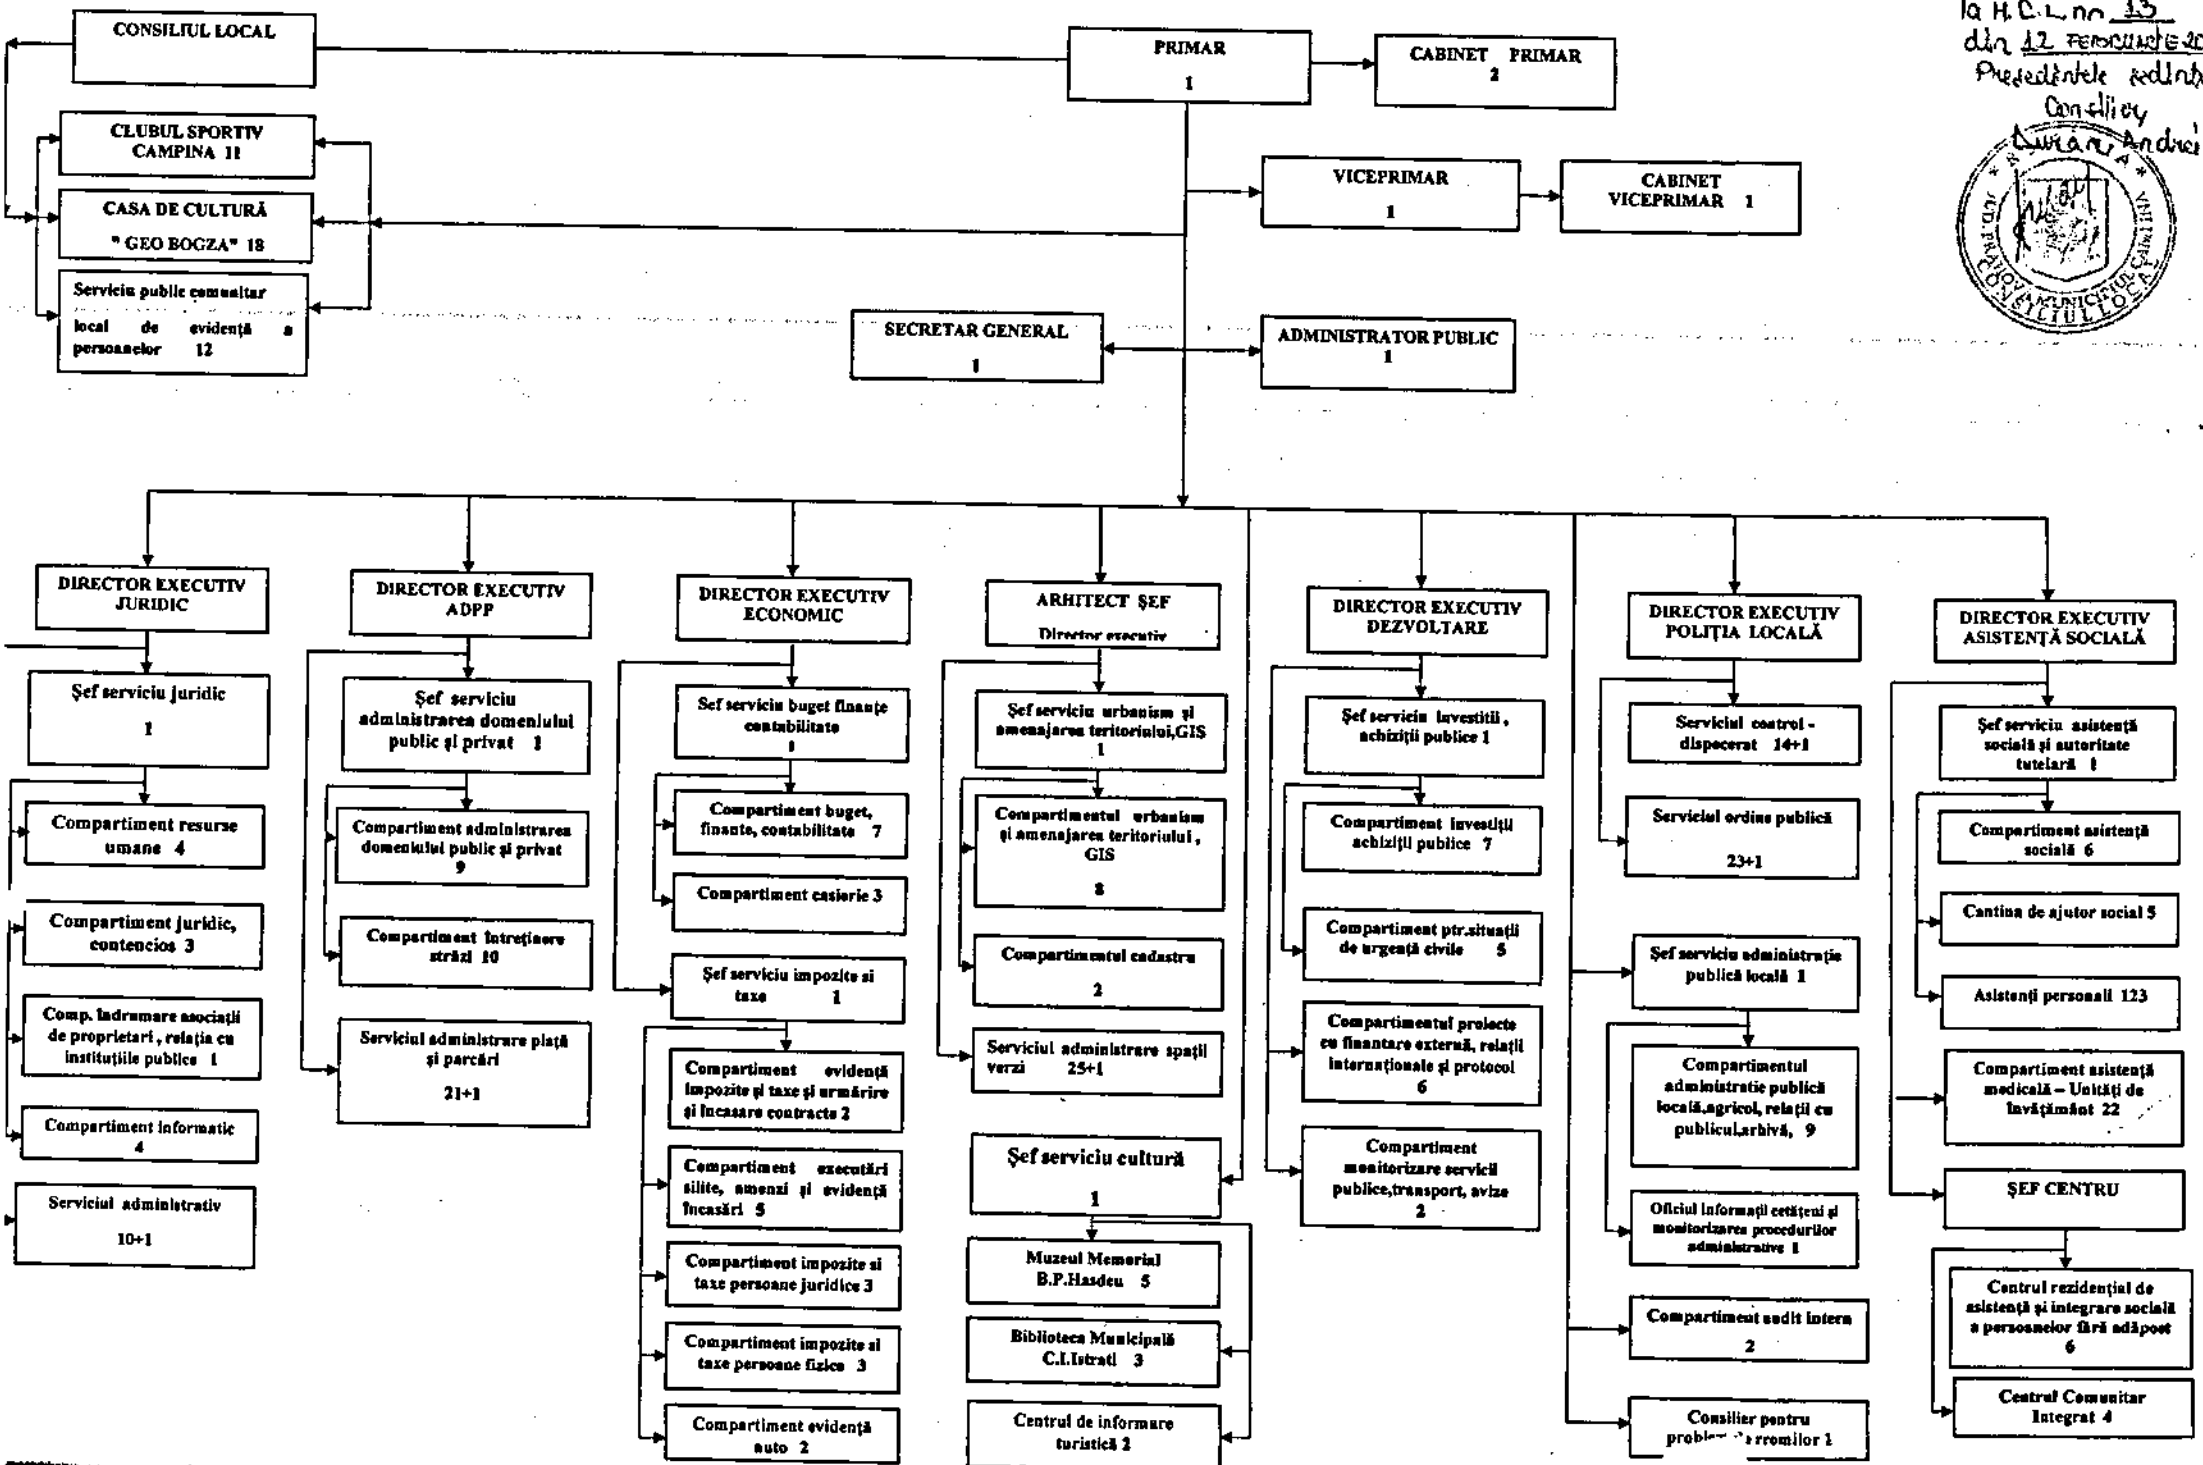 la H.C.L. nr 13
din 12
Președintele
CONSILIUL LOCAL
PRIMAR
1
CABINET PRIMAR
2
CLUBUL SPORTIV
CAMPINA 11
CASA DE CULTURĂ
" GEO BOGZA" 18
Serviciu public comunitar
local de evidență a
persoanelor 12
VICEPRIMAR
1
CABINET
VICEPRIMAR 1
SECRETAR GENERAL
1
ADMINISTRATOR PUBLIC
1
CONSILIUL LOCAL
DIRECTOR EXECUTIV
JURIDIC
Șef serviciu juridic
1
Compartiment resurse
umane 4
Compartiment juridic,
contencios 3
Comp. îndrumare asociații
de proprietari, relația cu
instituțiile publice 1
Compartiment informatic
4
Serviciul administrativ
10+1
DIRECTOR EXECUTIV
ADPP
Șef serviciu
administrarea domeniului
public și privat 1
Compartiment administrarea
domeniului public și privat
9
Compartiment întreținere
străzi 10
Serviciul administrare piață
și parcări
21+1
DIRECTOR EXECUTIV
ECONOMIC
Sef serviciu buget finanțe
contabilitate
1
Compartiment buget,
finante, contabilitate 7
Compartiment casierie 3
Șef serviciu impozite si
taxe 1
Compartiment evidență
impozite și taxe și urmărire
și încasare contracte 2
Compartiment executări
silite, amenzi și evidență
încasări 5
Compartiment impozite si
taxe persoane juridice 3
Compartiment impozite si
taxe persoane fizice 3
Compartiment evidență
auto 2
ARHITECT ȘEF
Director executiv
Șef serviciu urbanism și
amenajarea teritoriului,GIS
1
Compartimentul urbanism
și amenajarea teritoriului ,
GIS
8
Compartimentul cadastru
2
Serviciul administrare spații
verzi 25+1
Șef serviciu cultură
1
Muzeul Memorial
B.P.Hasdeu 5
Biblioteca Municipală
C.I.Istrati 3
Centrul de informare
turistică 2
DIRECTOR EXECUTIV
DEZVOLTARE
Șef serviciu investitii ,
achiziții publice 1
Compartiment investiții
achiziții publice 7
Compartiment ptr.situații
de urgență civile 5
Compartimentul proiecte
cu finantare externă, relații
internaționale și protocol
6
Compartiment
monitorizare servicii
publice,transport, avize
2
DIRECTOR EXECUTIV
POLIȚIA LOCALĂ
Serviciul control -
dispecerat 14+1
Serviciul ordine publică
23+1
Șef serviciu administrație
publică locală 1
Compartimentul
administratie publică
locală,agricol, relații cu
publicul,arhivă, 9
Oficiul informații cetățeni și
monitorizarea procedurilor
administrative 1
Compartiment audit intern
2
Consilier pentru
rromilor 1
DIRECTOR EXECUTIV
ASISTENȚĂ SOCIALĂ
Șef serviciu asistență
socială și autoritate
tutelară 1
Compartiment asistență
socială 6
Cantina de ajutor social 5
Asistenți personali 123
Compartiment asistență
medicală – Unități de
învățământ 22
ȘEF CENTRU
Centrul rezidențial de
asistență și integrare socială
a persoanelor fără adăpost
6
Centrul Comunitar
Integrat 4